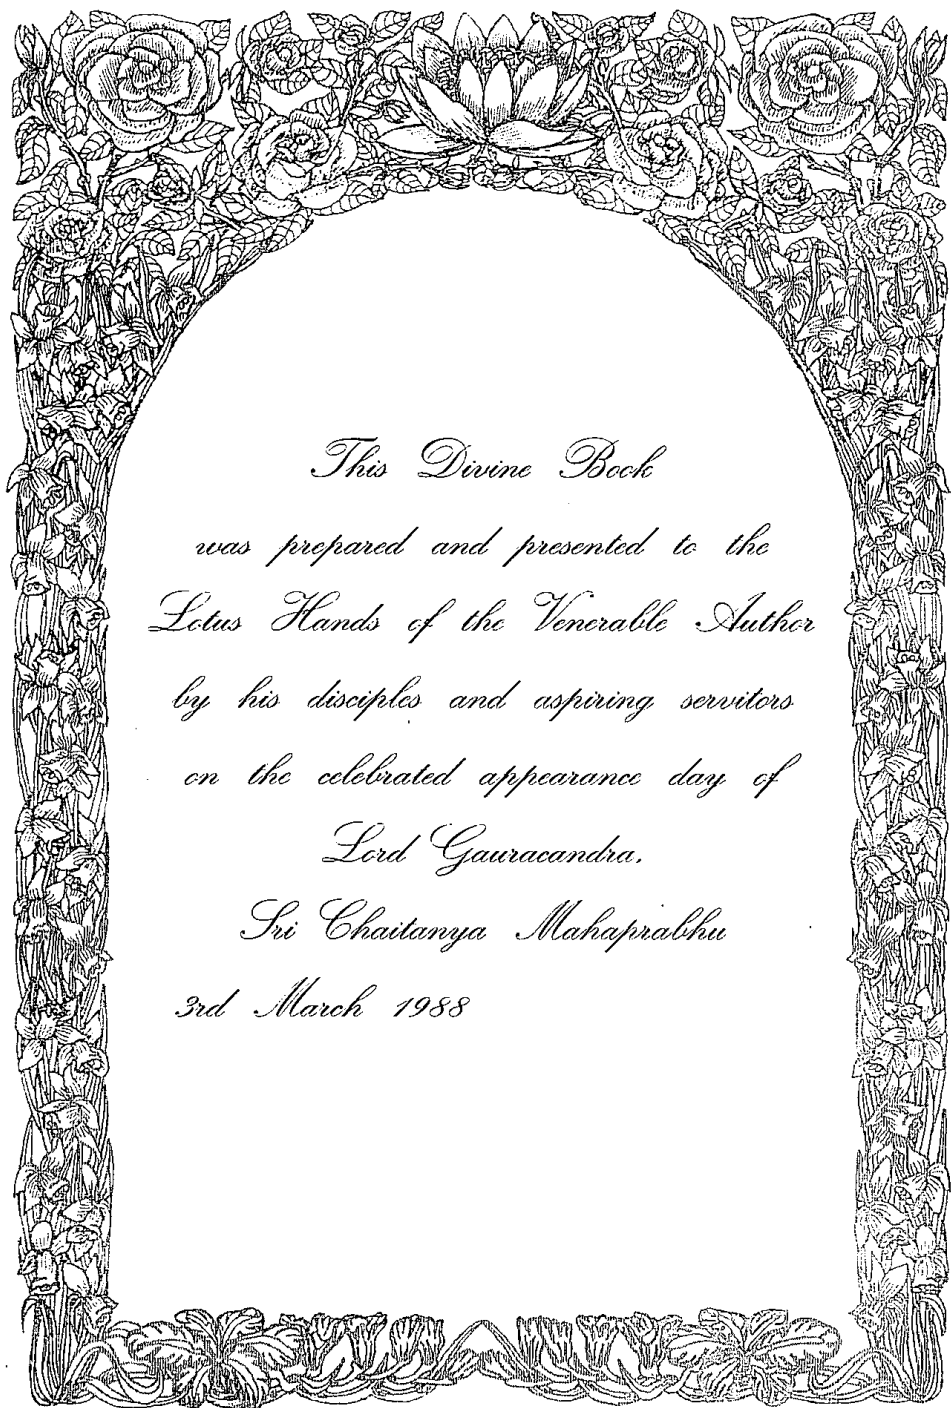 This Divine Book
was prepared and presented to the
Lotus Hands of the Venerable Author
by his disciples and aspiring servitors
on the celebrated appearance day of
Lord Gauracandra,
Sri Chaitanya Mahaprabhu
3rd March 1988